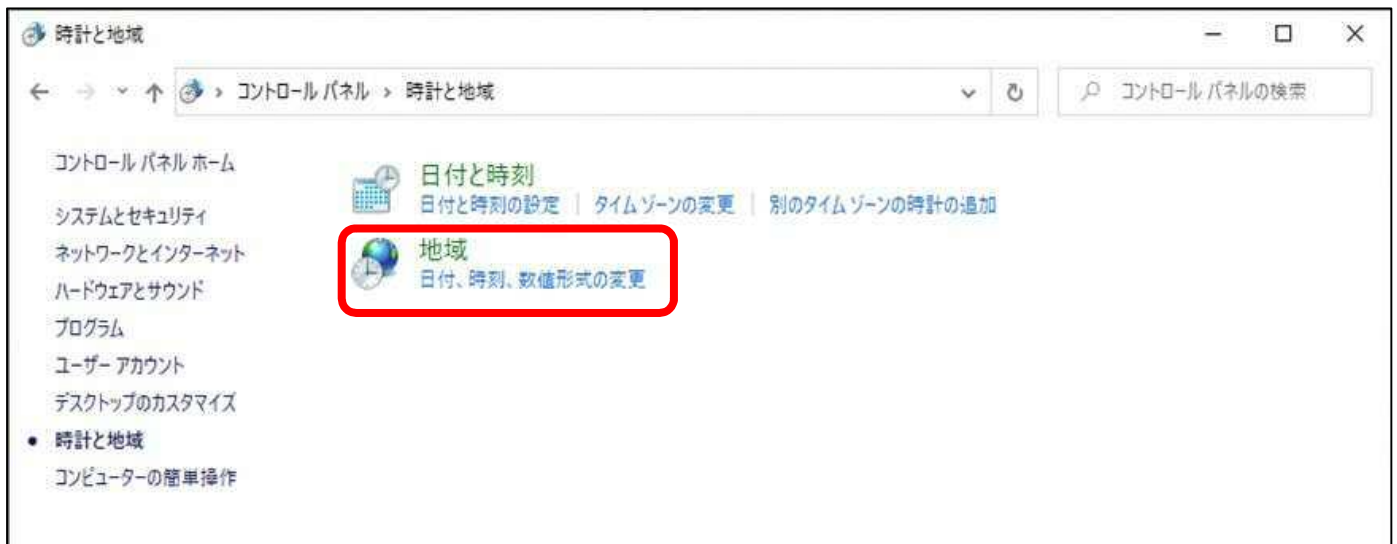 時計と地域
コントロール パネル › 時計と地域
コントロール パネルの検索
コントロール パネル ホーム
システムとセキュリティ
ネットワークとインターネット
ハードウェアとサウンド
プログラム
ユーザー アカウント
デスクトップのカスタマイズ
• 時計と地域
コンピューターの簡単操作
日付と時刻
日付と時刻の設定 | タイム ゾーンの変更 | 別のタイム ゾーンの時計の追加
地域
日付、時刻、数値形式の変更